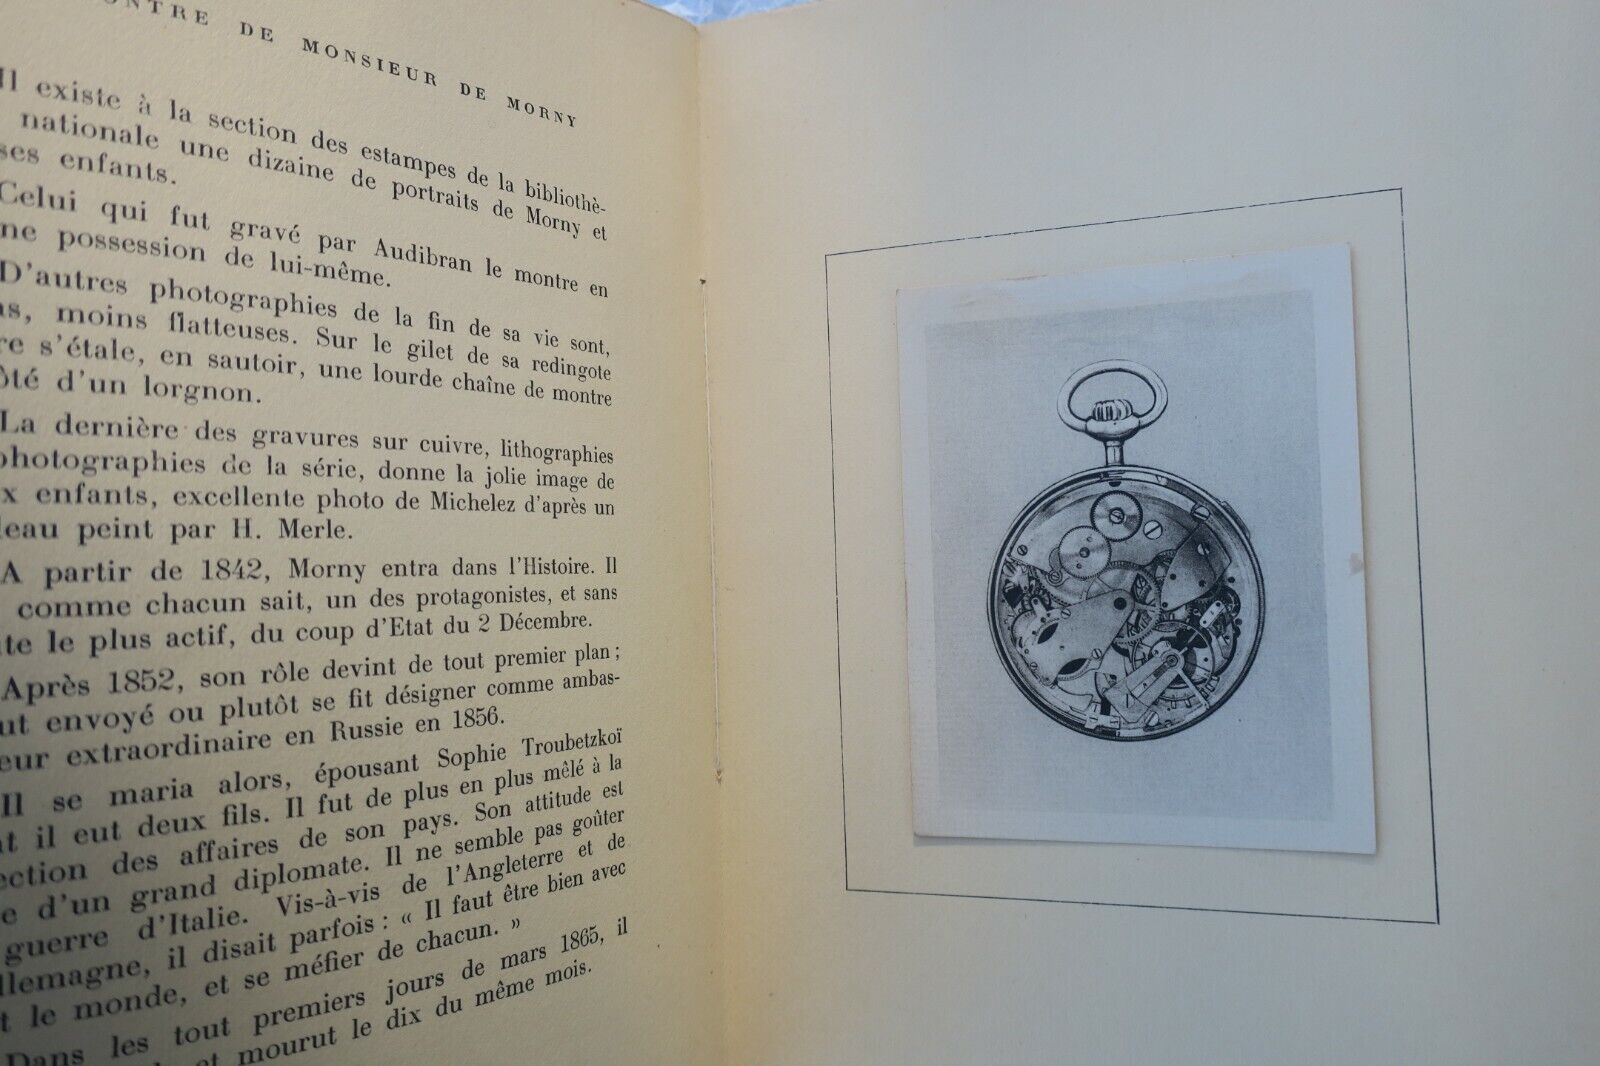 DE MONSIEUR DE MORNY
Il existe à la section des estampes de la bibliothè-
nationale une dizaine de portraits de Morny et
ses enfants.
Celui qui fut gravé par Audibran le montre en
possession de lui-même.
D'autres photographies de la fin de sa vie sont,
moins flatteuses. Sur le gilet de sa redingote
s'étale, en sautoir, une lourde chaîne de montre
d'un lorgnon.
La dernière des gravures sur cuivre, lithographies
photographies de la série, donne la jolie image de
enfants, excellente photo de Michelez d'après un
peint par H. Merle.
A partir de 1842, Morny entra dans l'Histoire. Il
comme chacun sait, un des protagonistes, et sans
le plus actif, du coup d'Etat du 2 Décembre.
Après 1852, son rôle devint de tout premier plan ;
envoyé ou plutôt se fit désigner comme ambas-
extraordinaire en Russie en 1856.
Il se maria alors, épousant Sophie Troubetzkoï
il eut deux fils. Il fut de plus en plus mêlé à la
des affaires de son pays. Son attitude est
d'un grand diplomate. Il ne semble pas goûter
guerre d'Italie. Vis-à-vis de l'Angleterre et de
il disait parfois : « Il faut être bien avec
le monde, et se méfier de chacun. »
Dans les tout premiers jours de mars 1865, il
et mourut le dix du même mois.